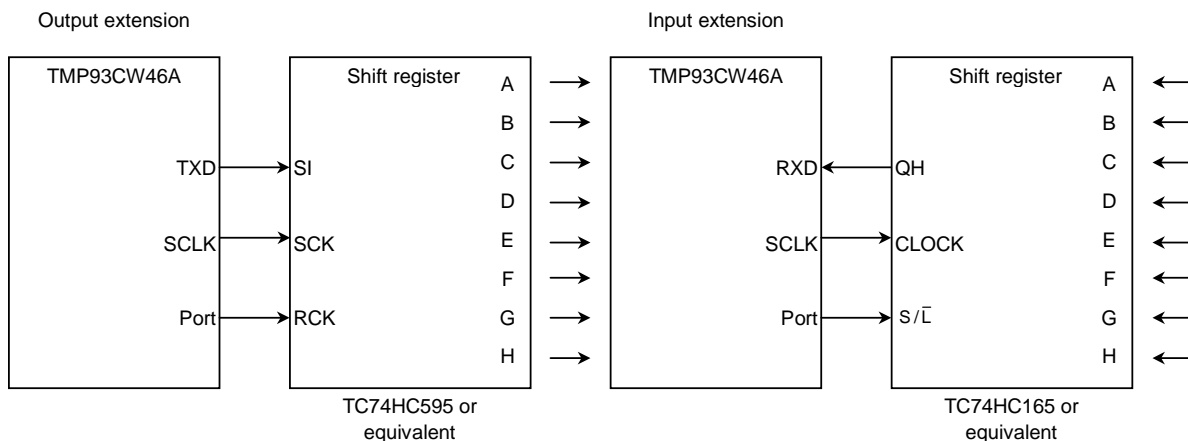 Output extension
TMP93CW46A
TXD
SCLK
Port
Shift register
SI
SCK
RCK
A
B
C
D
E
F
G
H
TC74HC595 or
equivalent
Input extension
TMP93CW46A
RXD
SCLK
Port
Shift register
QH
CLOCK
S/L̅
A
B
C
D
E
F
G
H
TC74HC165 or
equivalent